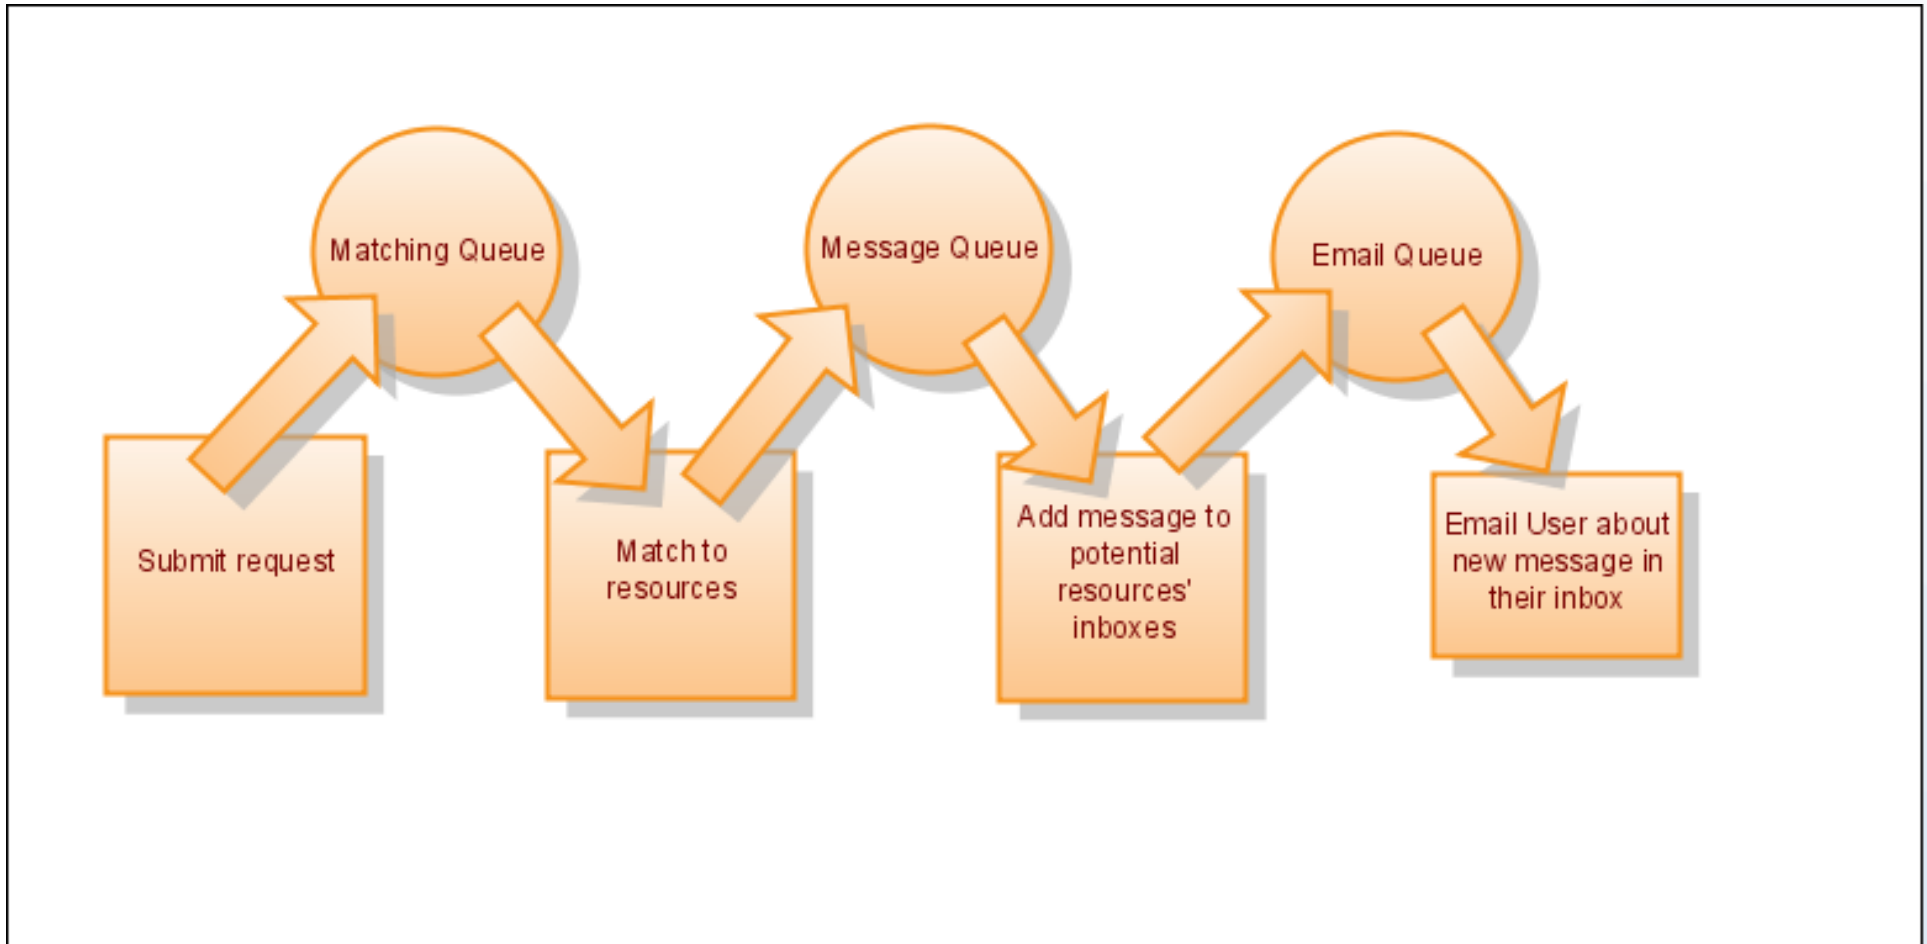 Matching Queue
Message Queue
Email Queue
Submit request
Match to
resources
Add message to
potential
resources'
inboxes
Email User about
new message in
their inbox